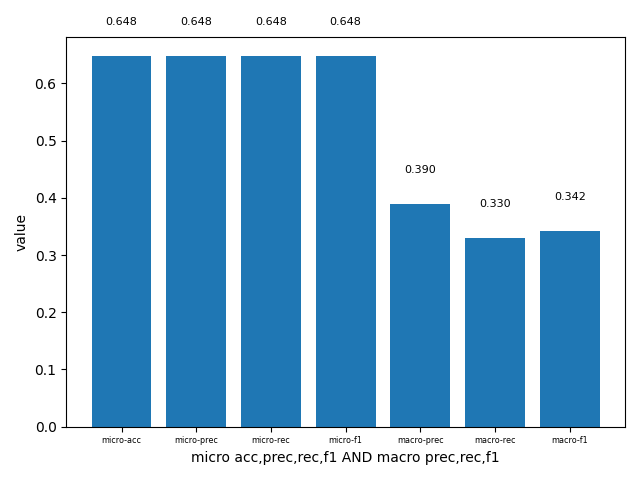 0.648 0.648 0.648 0.648
0.390
0.330
0.342
value
0.6
0.5
0.4
0.3
0.2
0.1
0.0
micro-acc micro-prec micro-rec micro-f1 macro-prec macro-rec macro-f1
micro acc,prec,rec,f1 AND macro prec,rec,f1